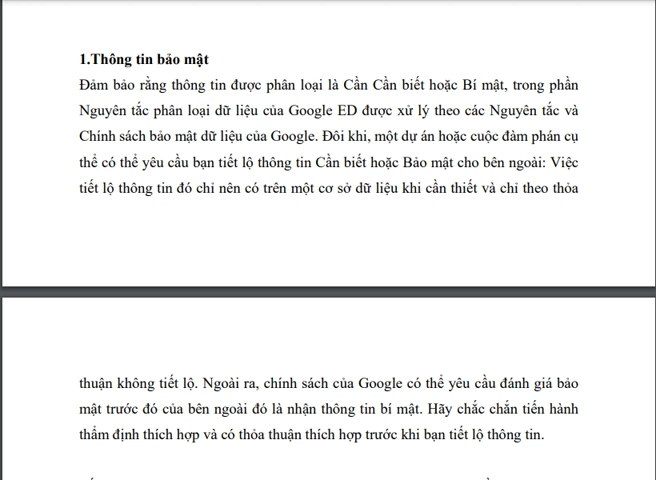 1.Thông tin bảo mật
Đảm bảo rằng thông tin được phân loại là Cần Cần biết hoặc Bí mật, trong phần
Nguyên tắc phân loại dữ liệu của Google ED được xử lý theo các Nguyên tắc và
Chính sách bảo mật dữ liệu của Google. Đôi khi, một dự án hoặc cuộc đàm phán cụ
thể có thể yêu cầu bạn tiết lộ thông tin Cần biết hoặc Bảo mật cho bên ngoài: Việc
tiết lộ thông tin đó chỉ nên có trên một cơ sở dữ liệu khi cần thiết và chỉ theo thỏa
thuận không tiết lộ. Ngoài ra, chính sách của Google có thể yêu cầu đánh giá bảo
mật trước đó của bên ngoài đó là nhận thông tin bí mật. Hãy chắc chắn tiến hành
thẩm định thích hợp và có thỏa thuận thích hợp trước khi bạn tiết lộ thông tin.